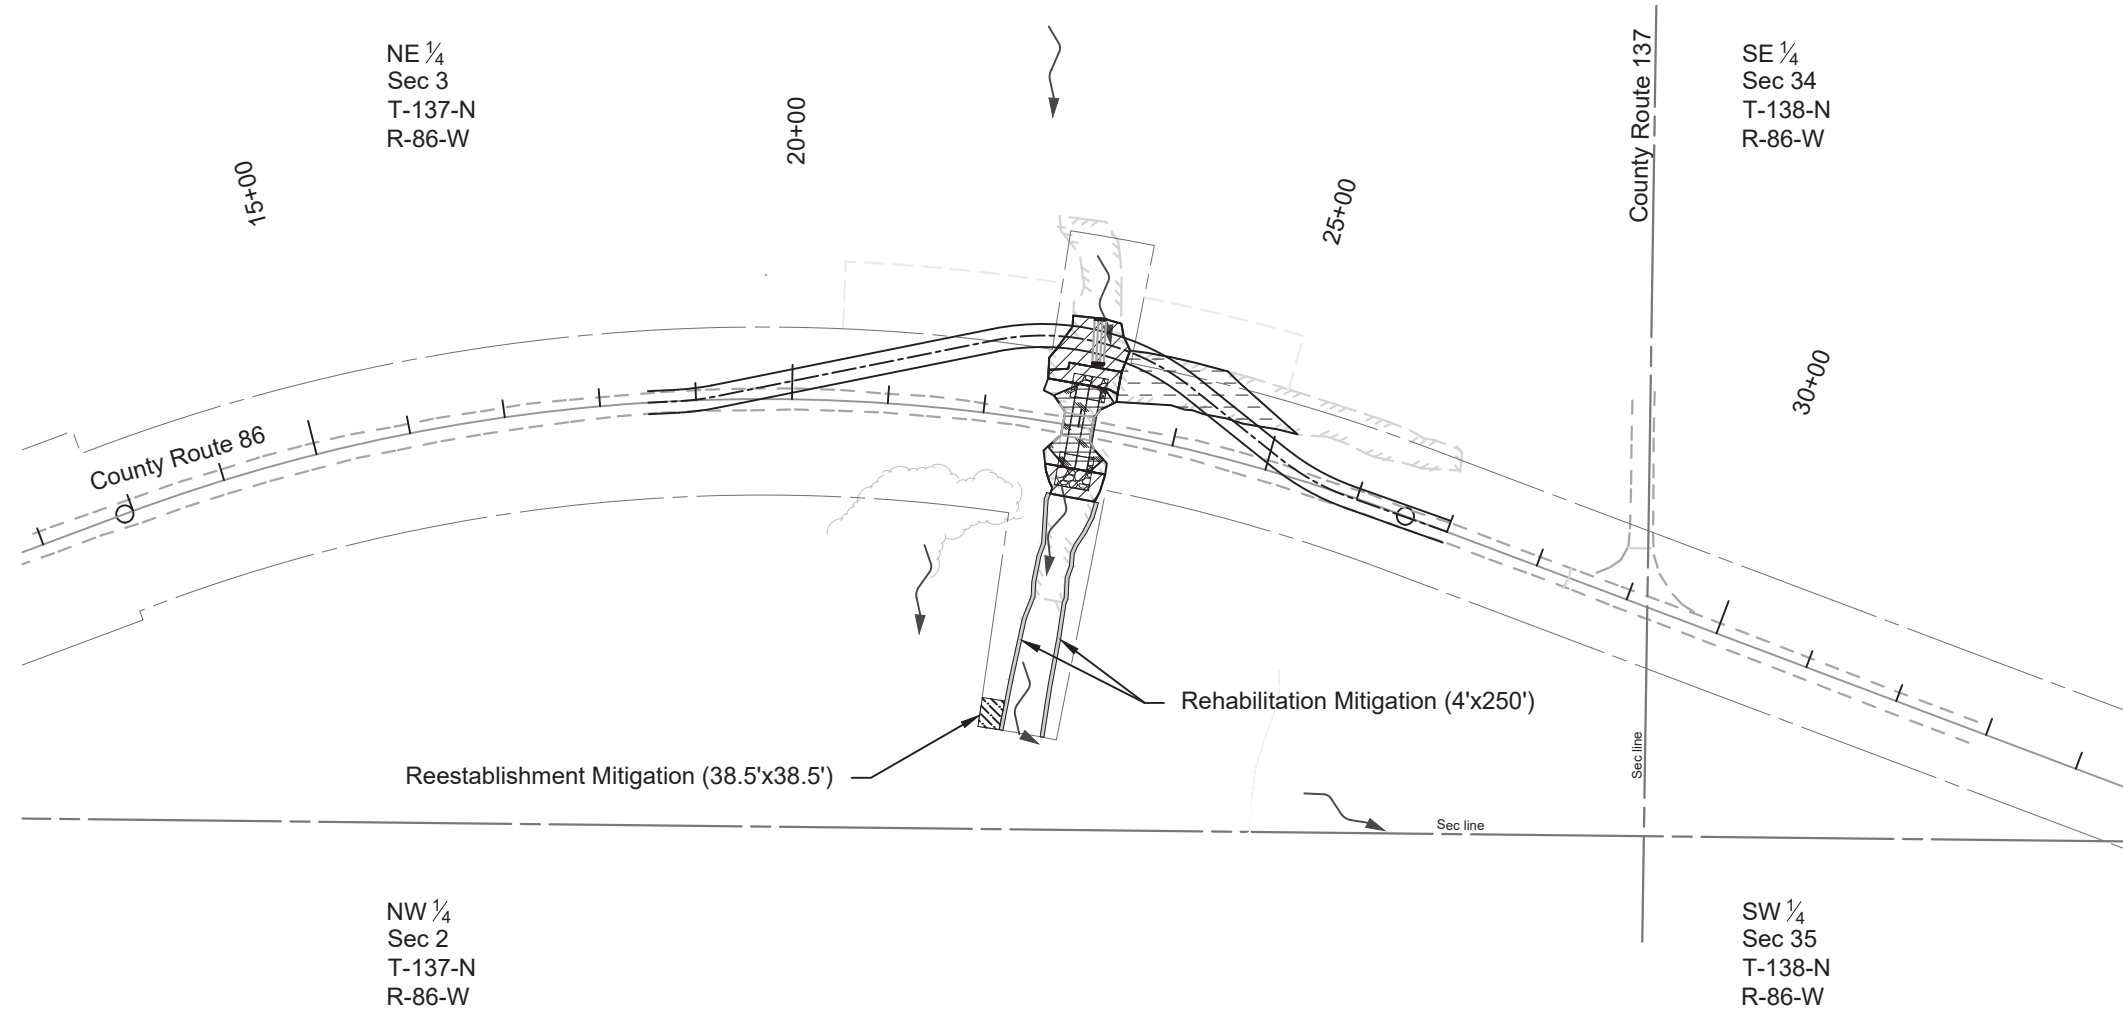 NE ¼
Sec 3
T-137-N
R-86-W
SE ¼
Sec 34
T-138-N
R-86-W
County Route 137
15+00
20+00
25+00
30+00
County Route 86
Rehabilitation Mitigation (4'x250')
Reestablishment Mitigation (38.5'x38.5')
Sec line
Sec line
NW ¼
Sec 2
T-137-N
R-86-W
SW ¼
Sec 35
T-138-N
R-86-W